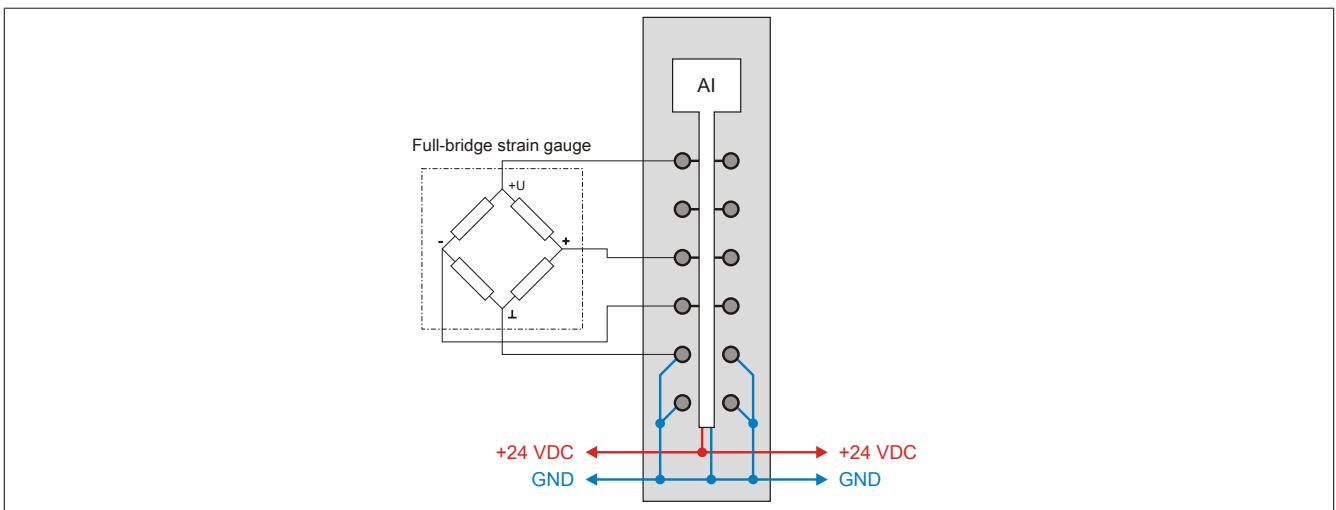 AI
Full-bridge strain gauge
+U
- +
⊥
+24 VDC +24 VDC
GND GND